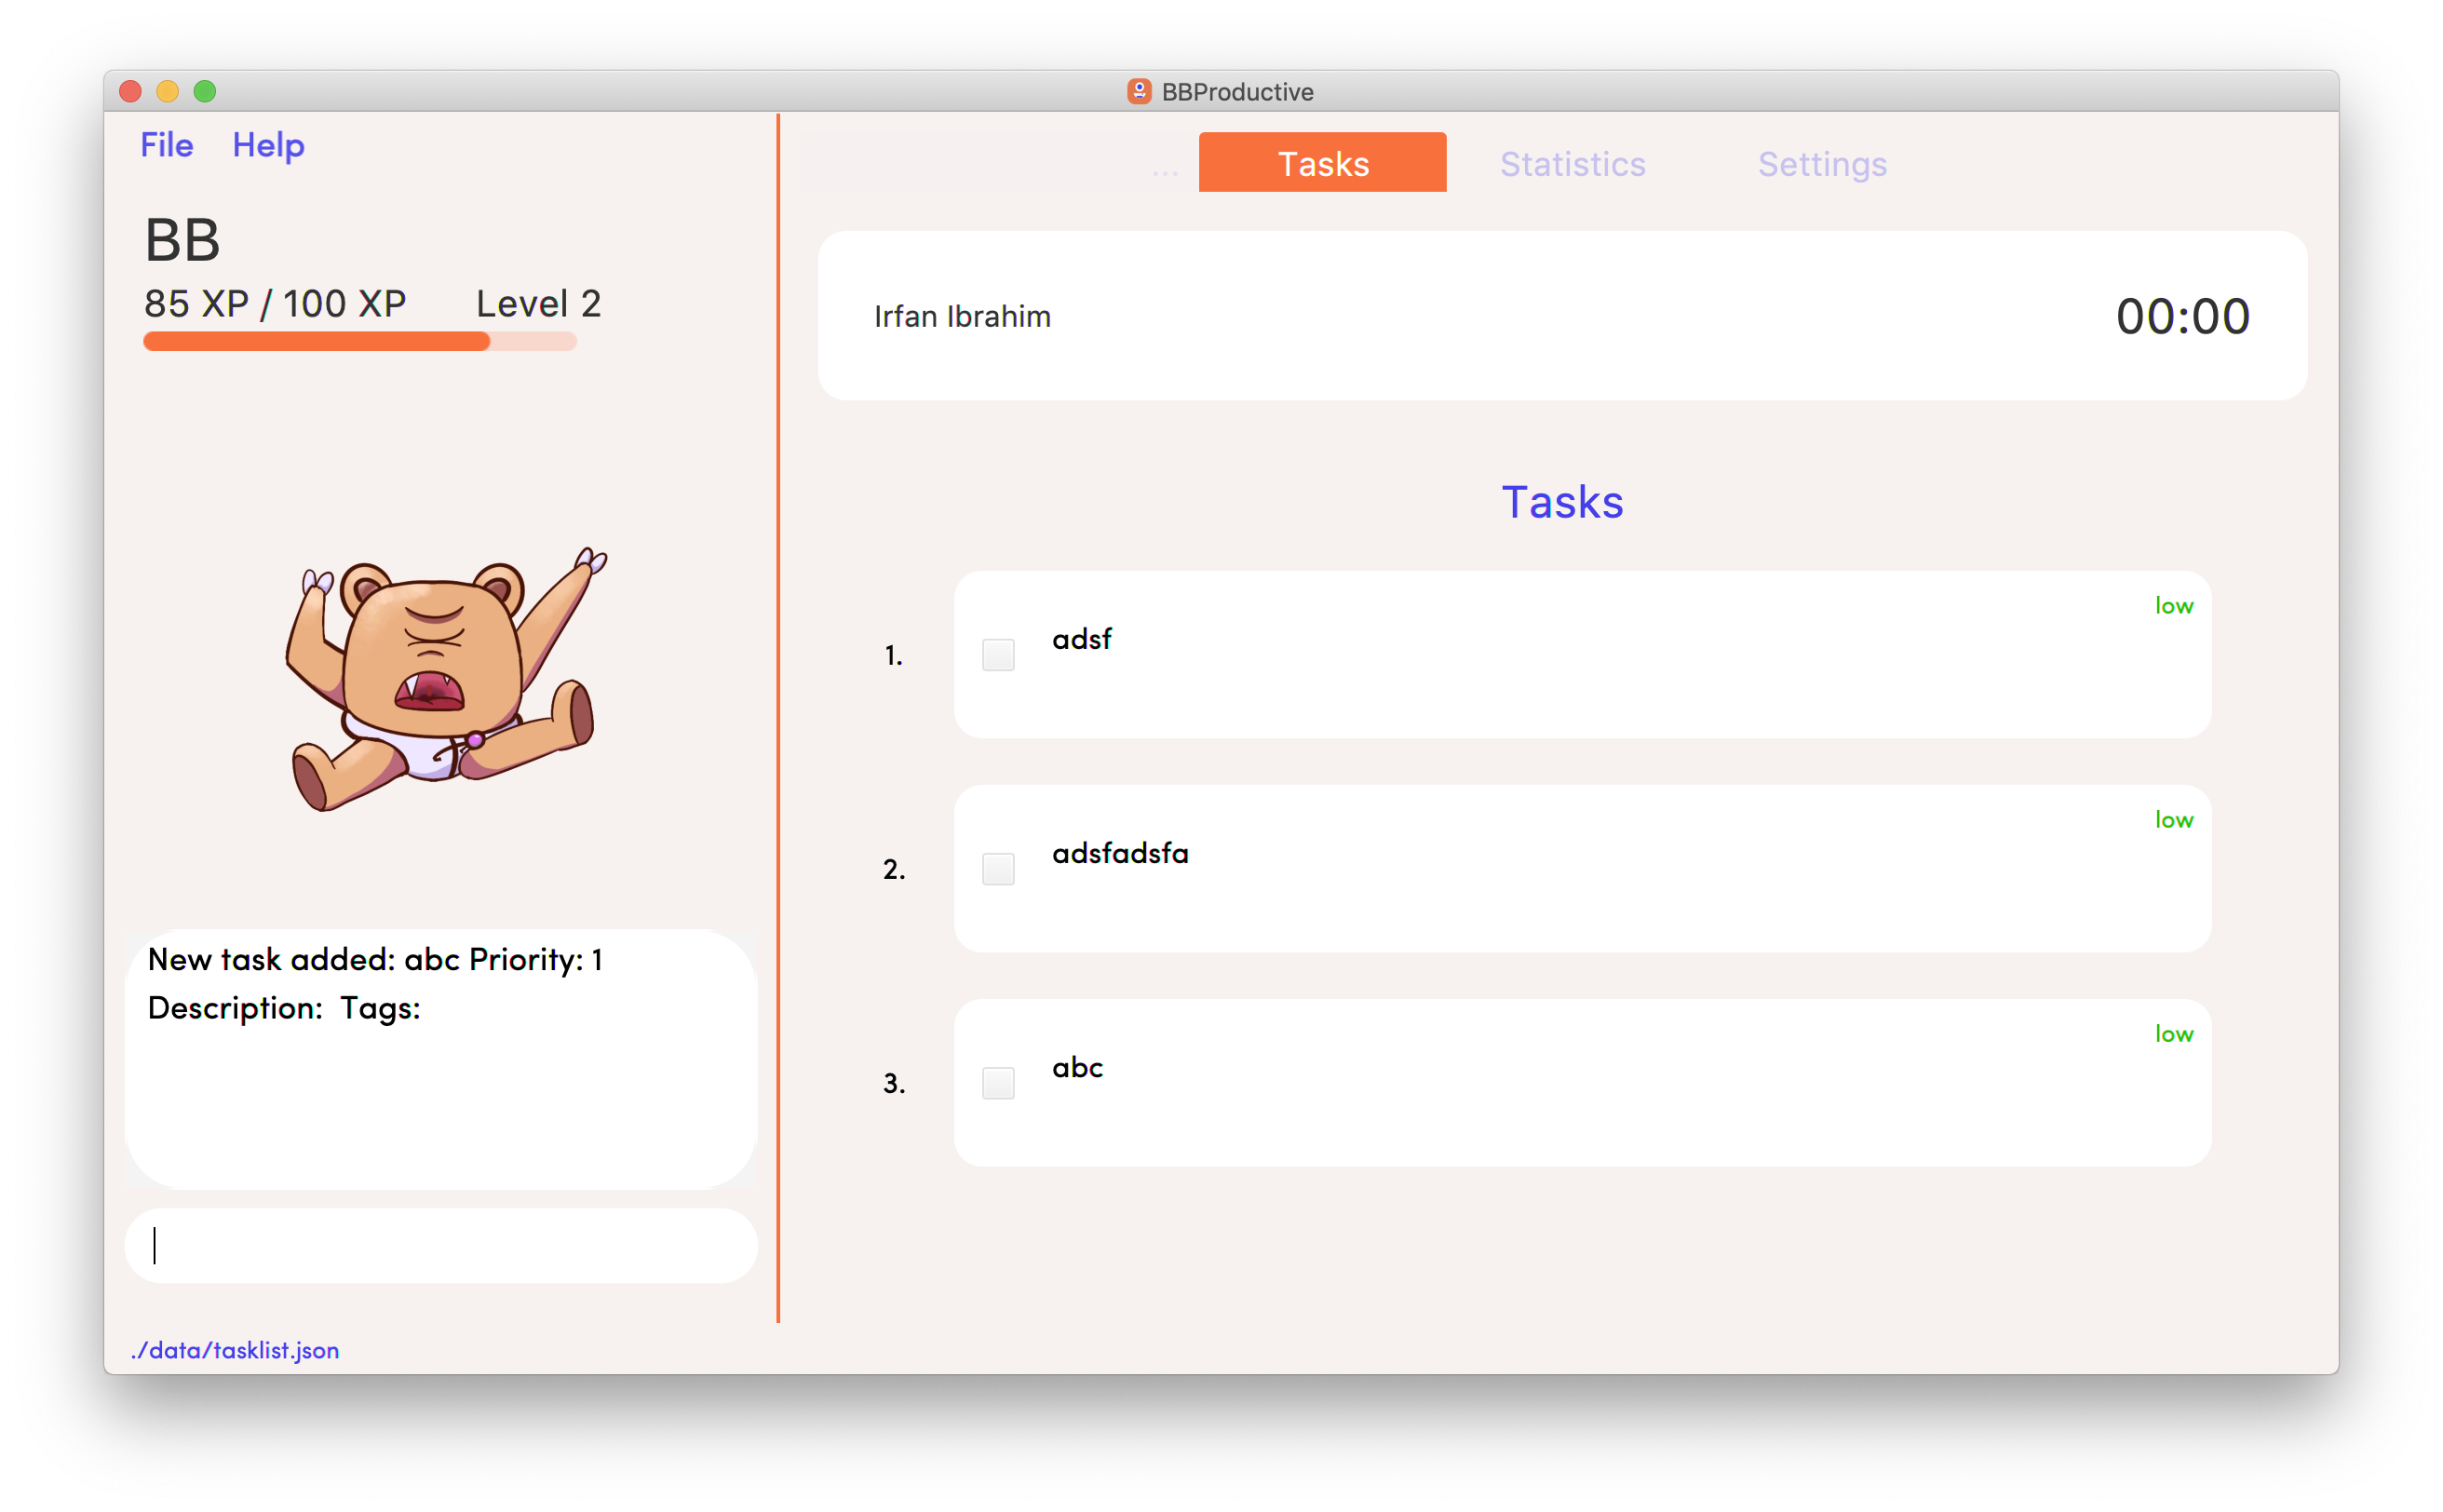 BBProductive
File Help
BB
85 XP / 100 XP Level 2
New task added: abc Priority: 1
Description: Tags:
./data/tasklist.json
... Tasks Statistics Settings
Irfan Ibrahim 00:00
Tasks
1. adsf low
2. adsfadsfa low
3. abc low